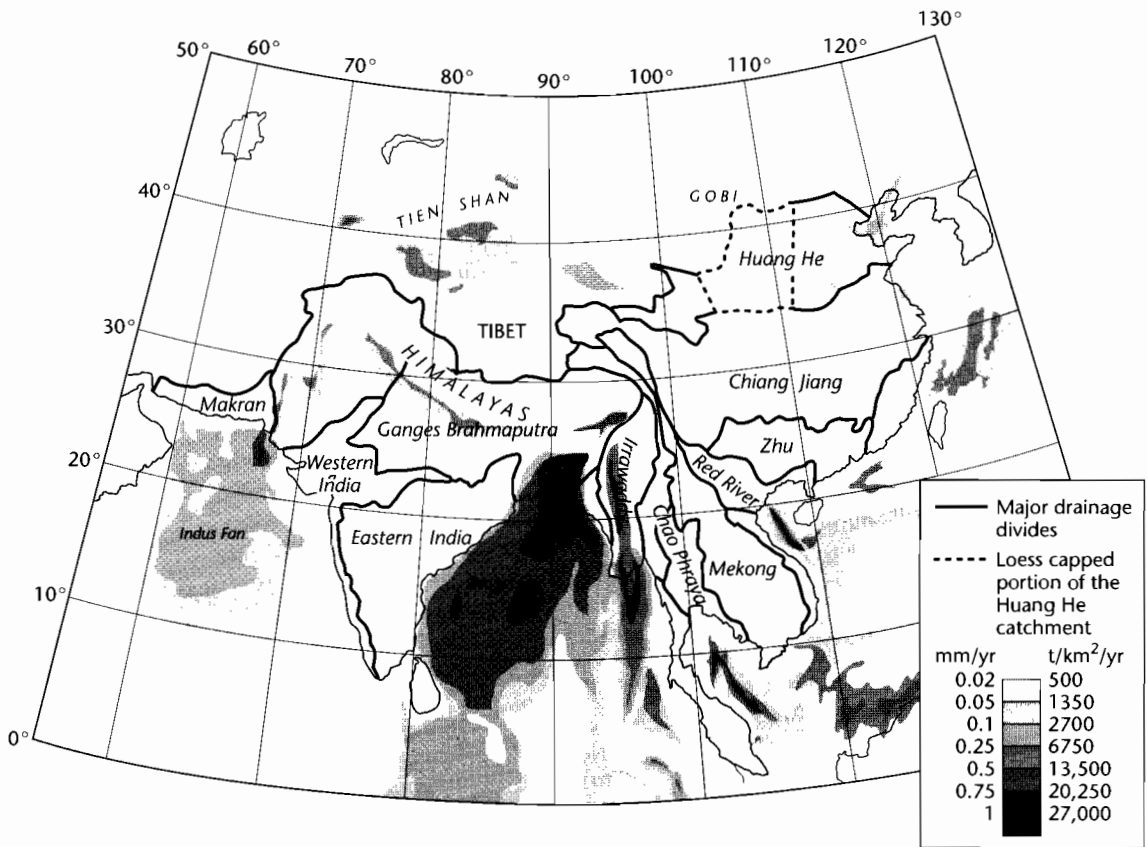 50° 60° 70° 80° 90° 100° 110° 120° 130°
40°
30°
20°
10°
0°
TIEN SHAN
GOBI
Huang He
TIBET
HIMALAYAS
Chiang Jiang
Makran
Ganges Brahmaputra
Zhu
Western
India
Irrawaddy
Red River
Indus Fan
Eastern India
Chao Phraya
Mekong
Major drainage
divides
Loess capped
portion of the
Huang He
catchment
mm/yr t/km²/yr
0.02 500
0.05 1350
0.1 2700
0.25 6750
0.5 13,500
0.75 20,250
1 27,000